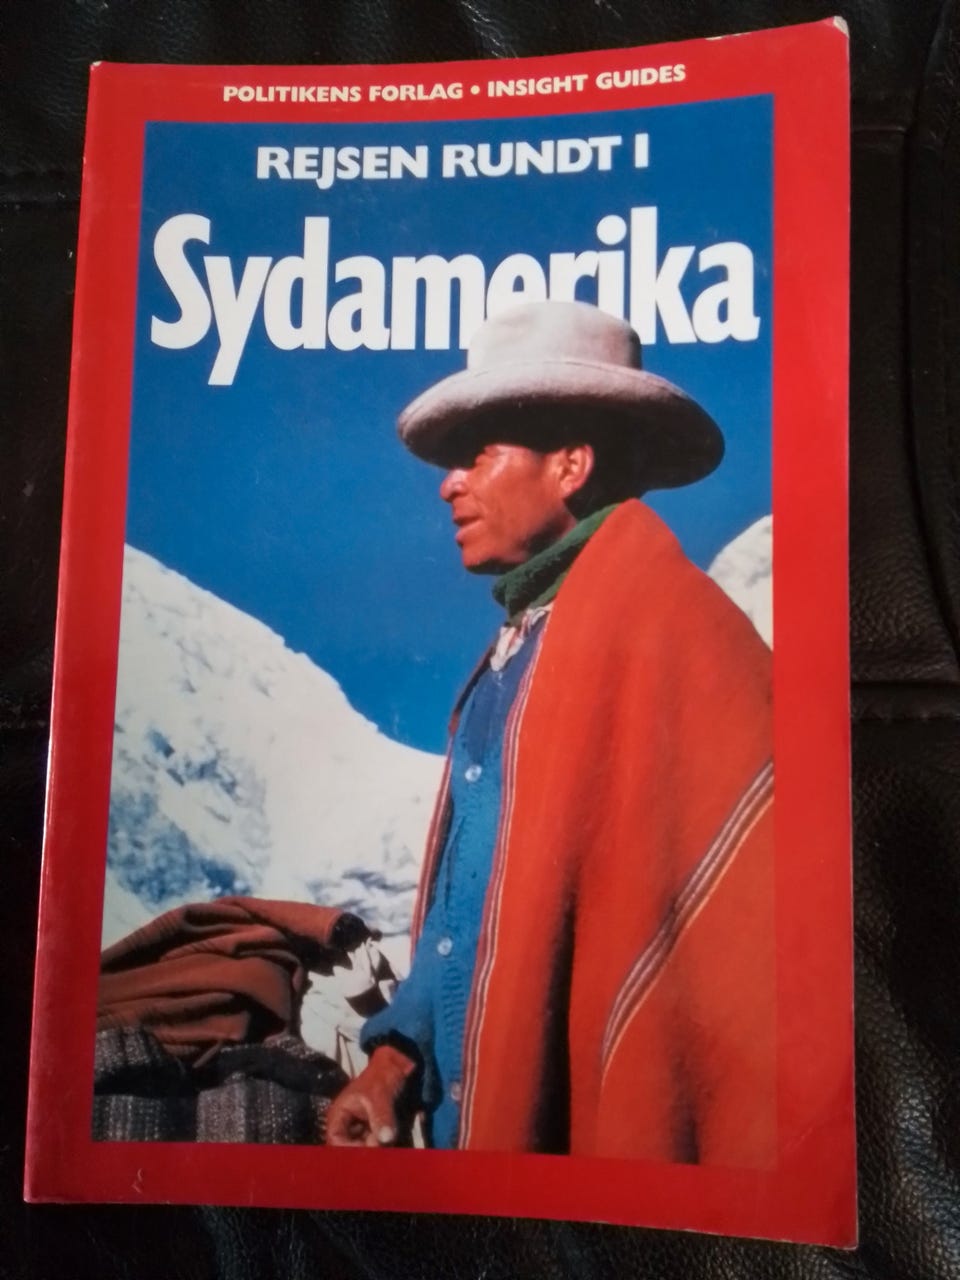 POLITIKENS FORLAG • INSIGHT GUIDES
REJSEN RUNDT I
Sydamerika